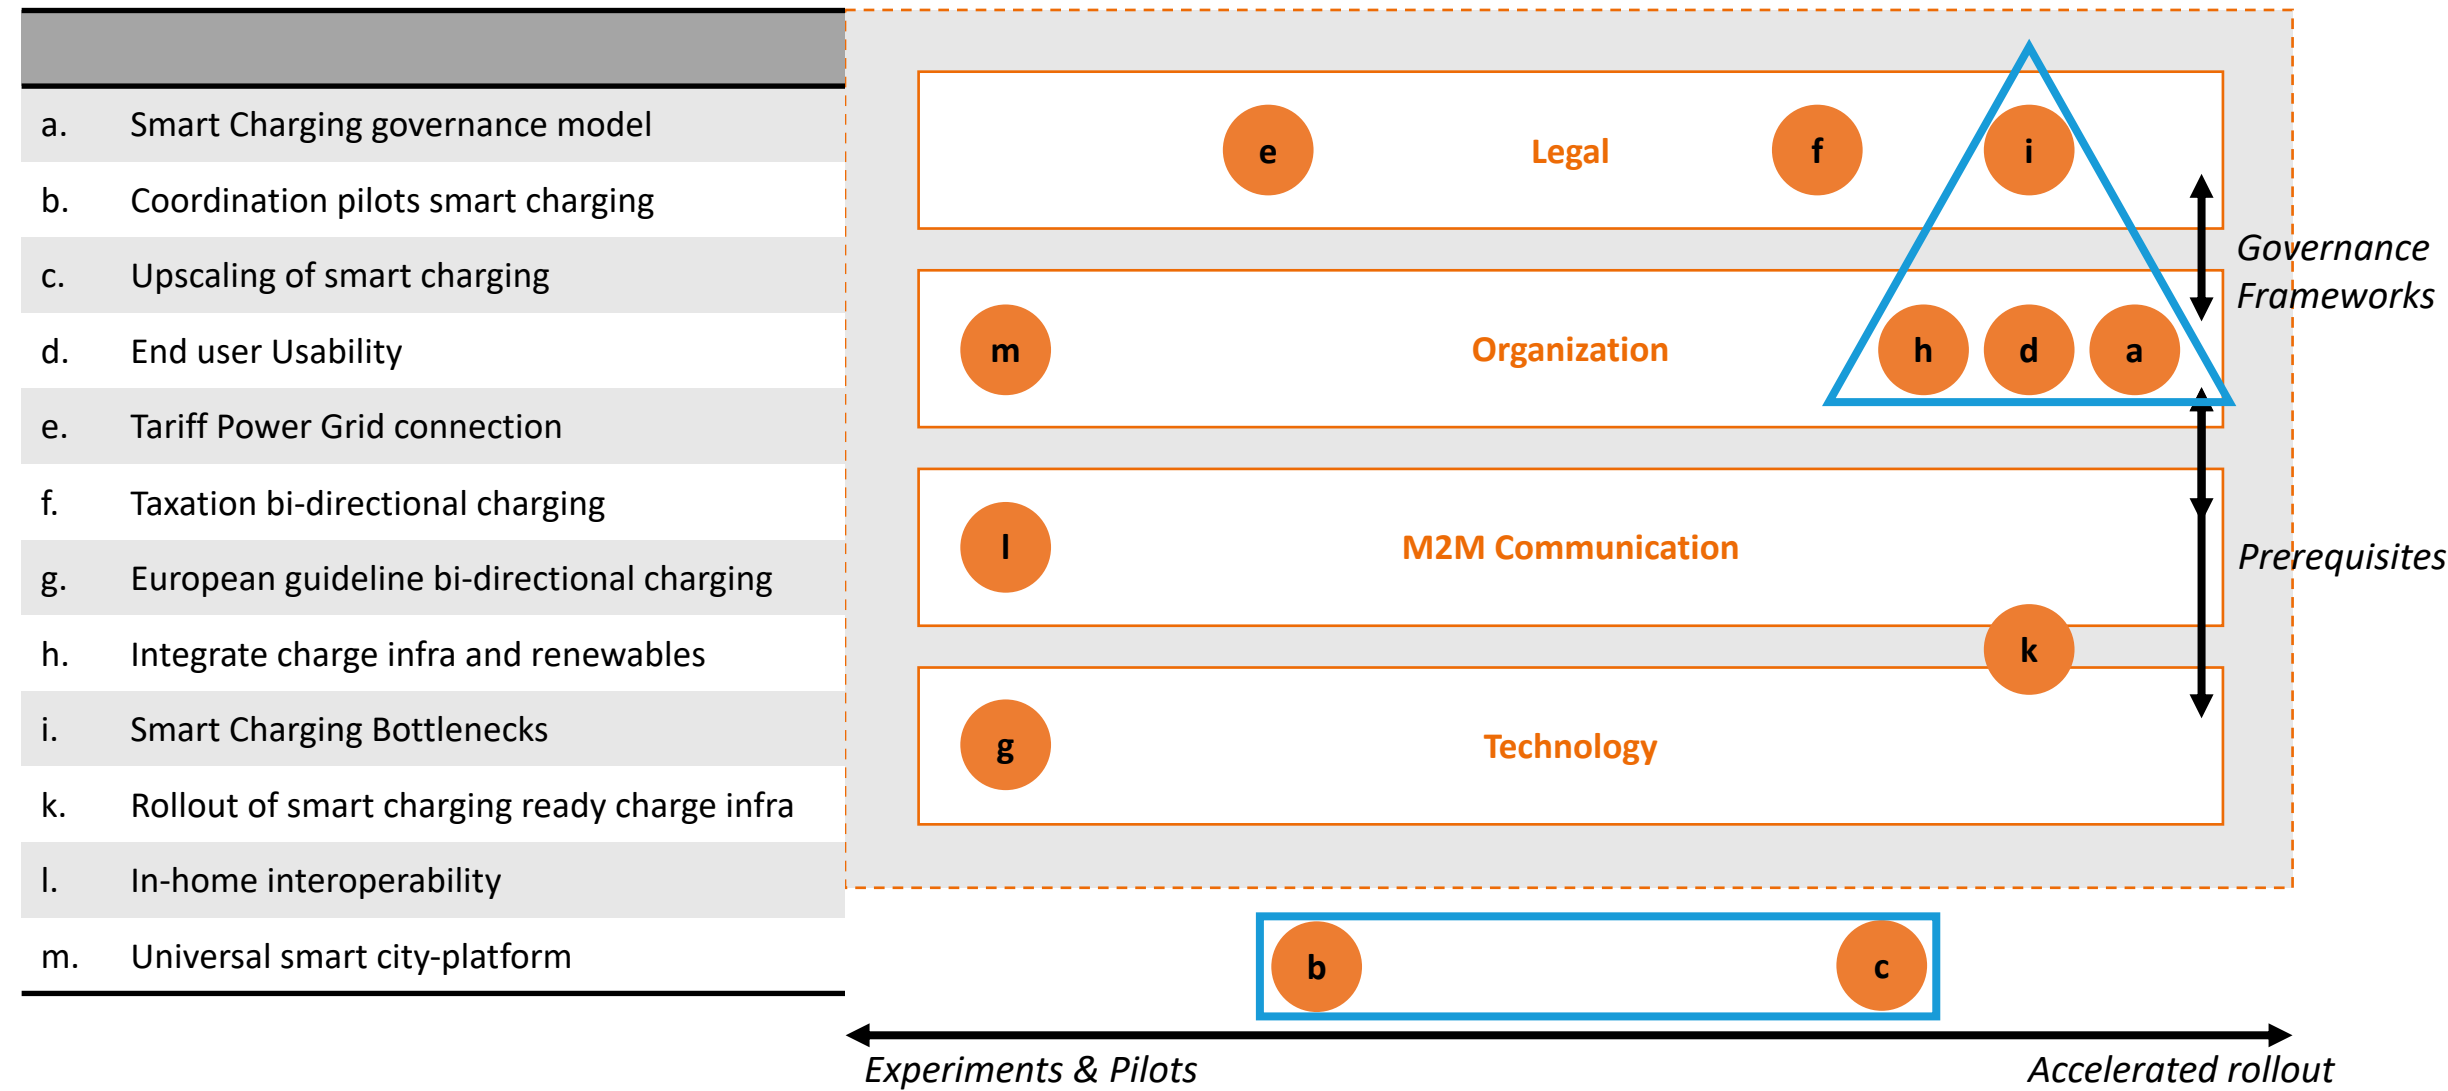 a. Smart Charging governance model
b. Coordination pilots smart charging
c. Upscaling of smart charging
d. End user Usability
e. Tariff Power Grid connection
f. Taxation bi-directional charging
g. European guideline bi-directional charging
h. Integrate charge infra and renewables
i. Smart Charging Bottlenecks
k. Rollout of smart charging ready charge infra
l. In-home interoperability
m. Universal smart city-platform
e Legal f i
Governance
Frameworks
m Organization h d a
l M2M Communication
Prerequisites
k
g Technology
b c
Experiments & Pilots
Accelerated rollout